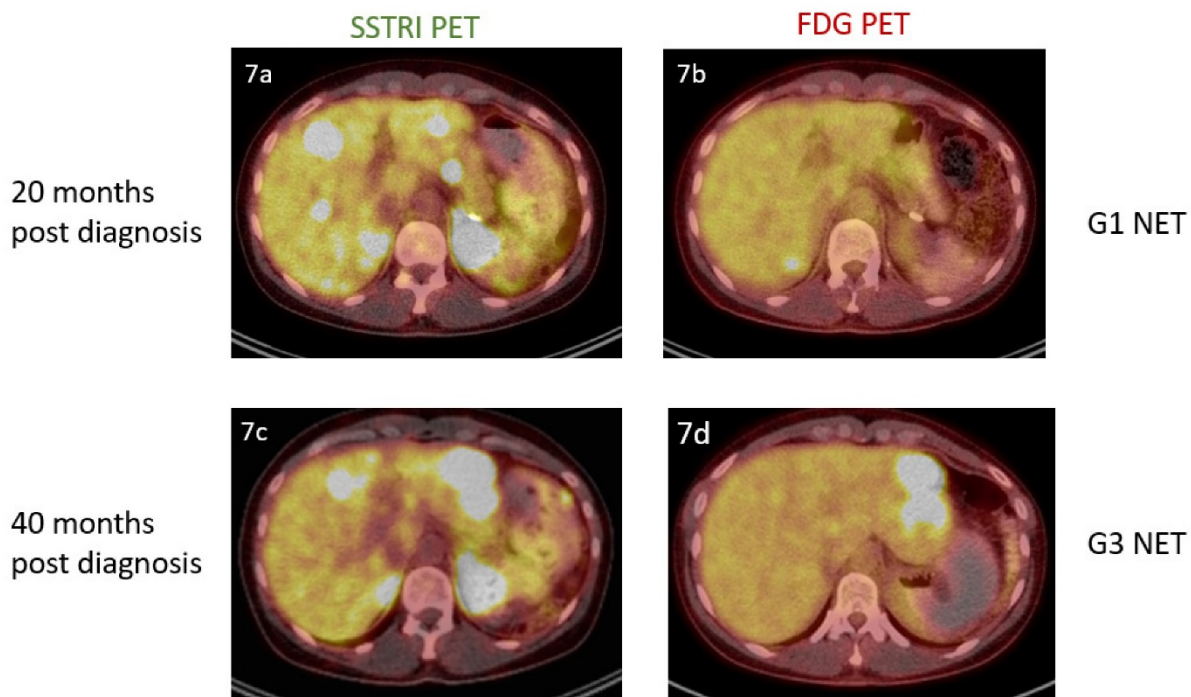 SSTRI PET
FDG PET
7a
7b
20 months
post diagnosis
G1 NET
7c
7d
40 months
post diagnosis
G3 NET